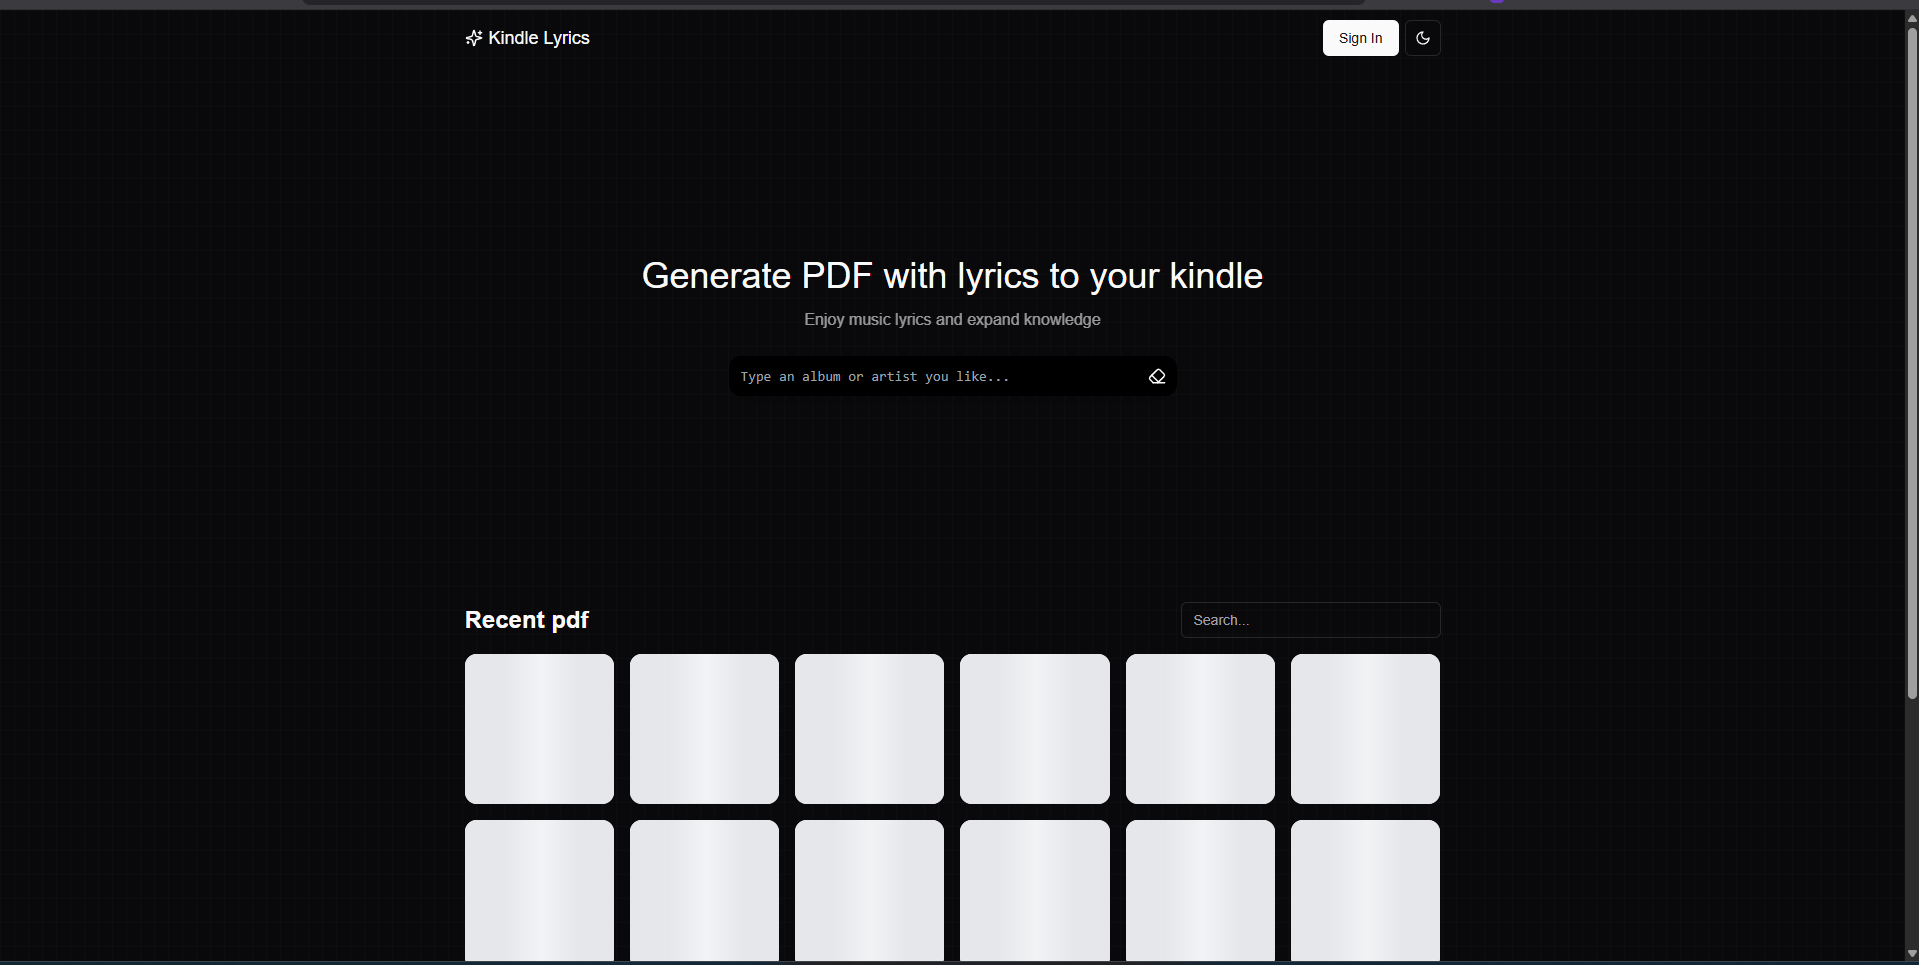 Kindle Lyrics
Sign In
Generate PDF with lyrics to your kindle
Enjoy music lyrics and expand knowledge
Type an album or artist you like...
Recent pdf
Search...